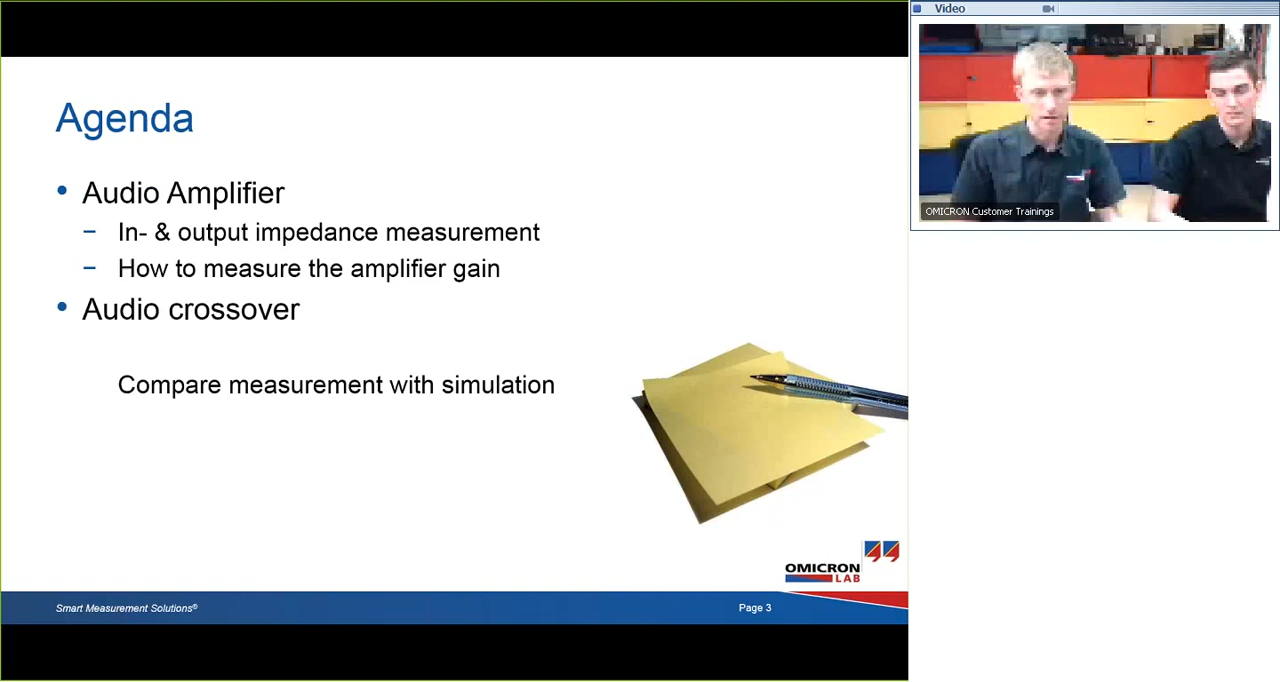 Video
Agenda
• Audio Amplifier
– In- & output impedance measurement
– How to measure the amplifier gain
• Audio crossover
Compare measurement with simulation
OMICRON Customer Trainings
OMICRON
LAB
Smart Measurement Solutions®
Page 3